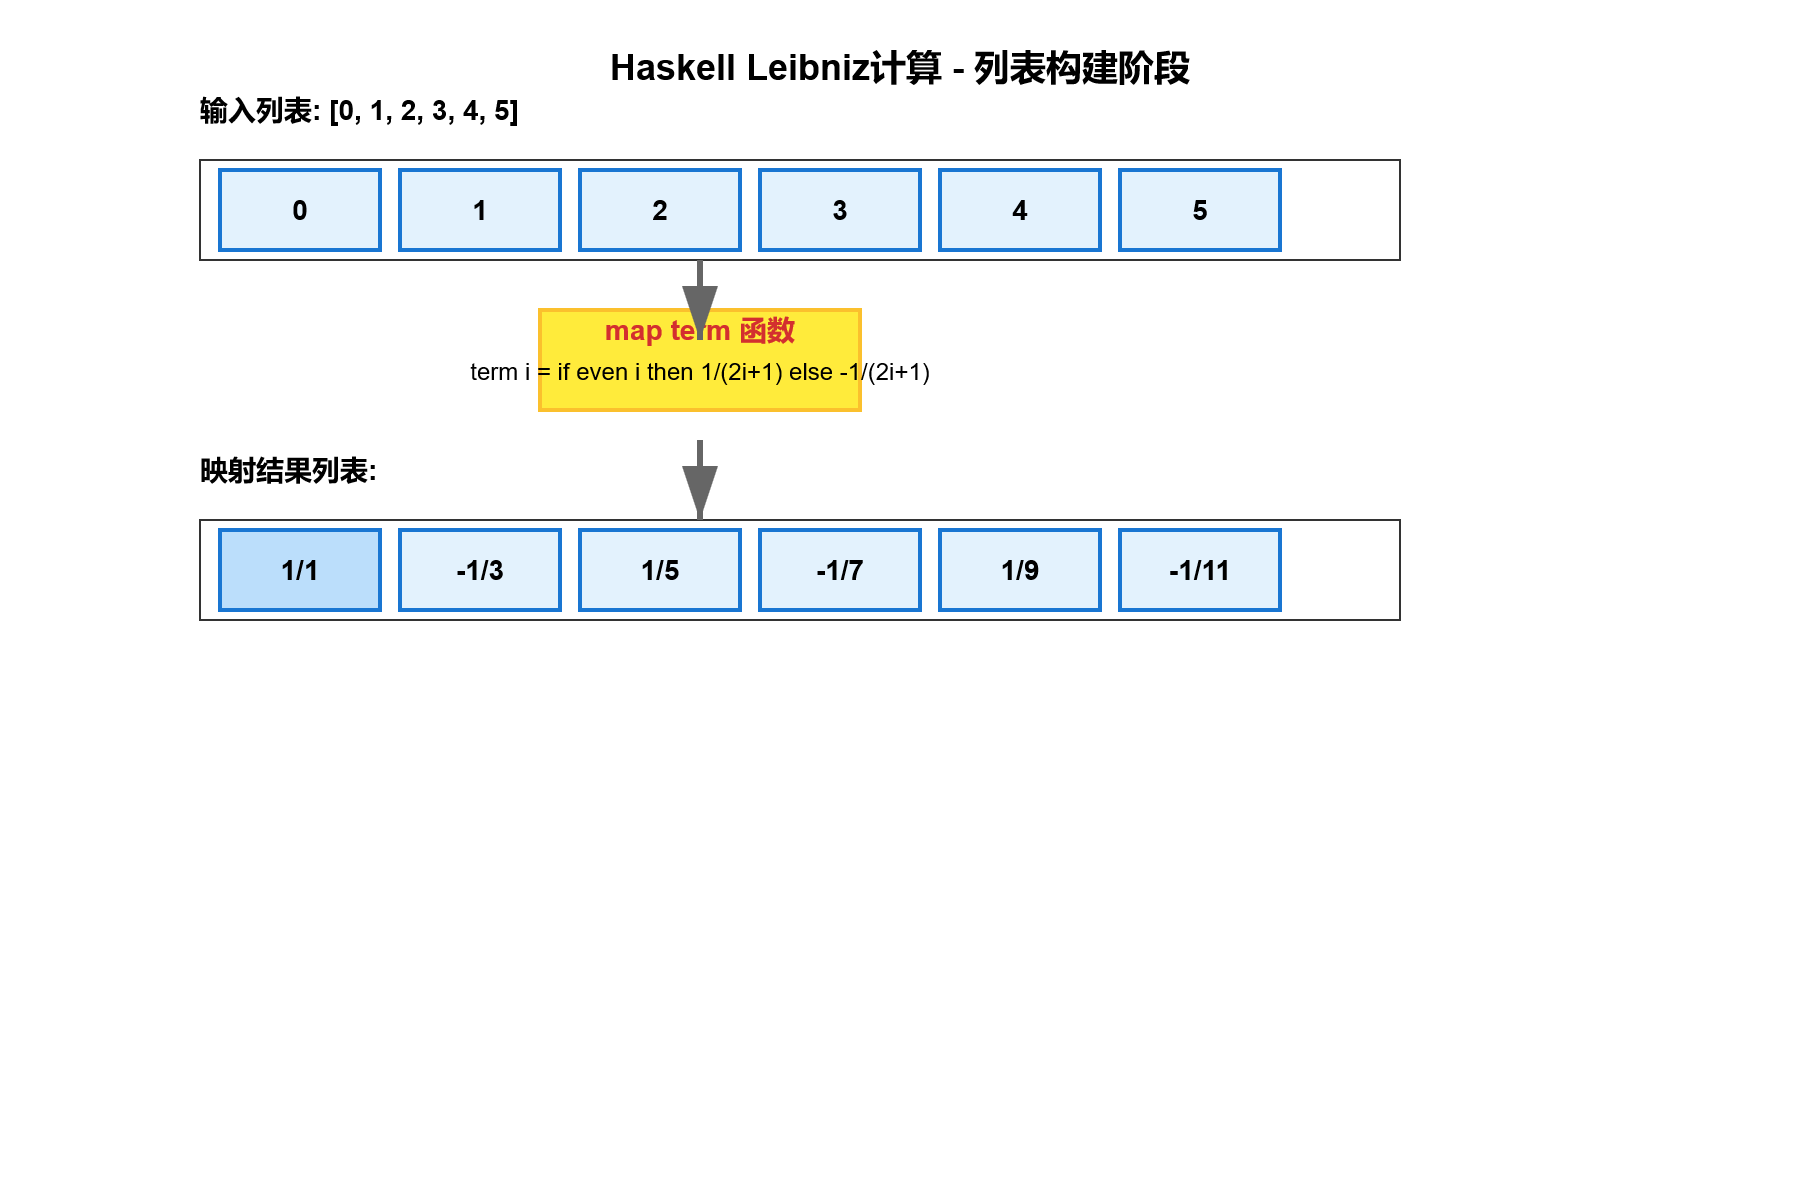 Haskell Leibniz计算 - 列表构建阶段
输入列表: [0, 1, 2, 3, 4, 5]
0 1 2 3 4 5
map term 函数
term i = if even i then 1/(2i+1) else -1/(2i+1)
映射结果列表:
1/1 -1/3 1/5 -1/7 1/9 -1/11